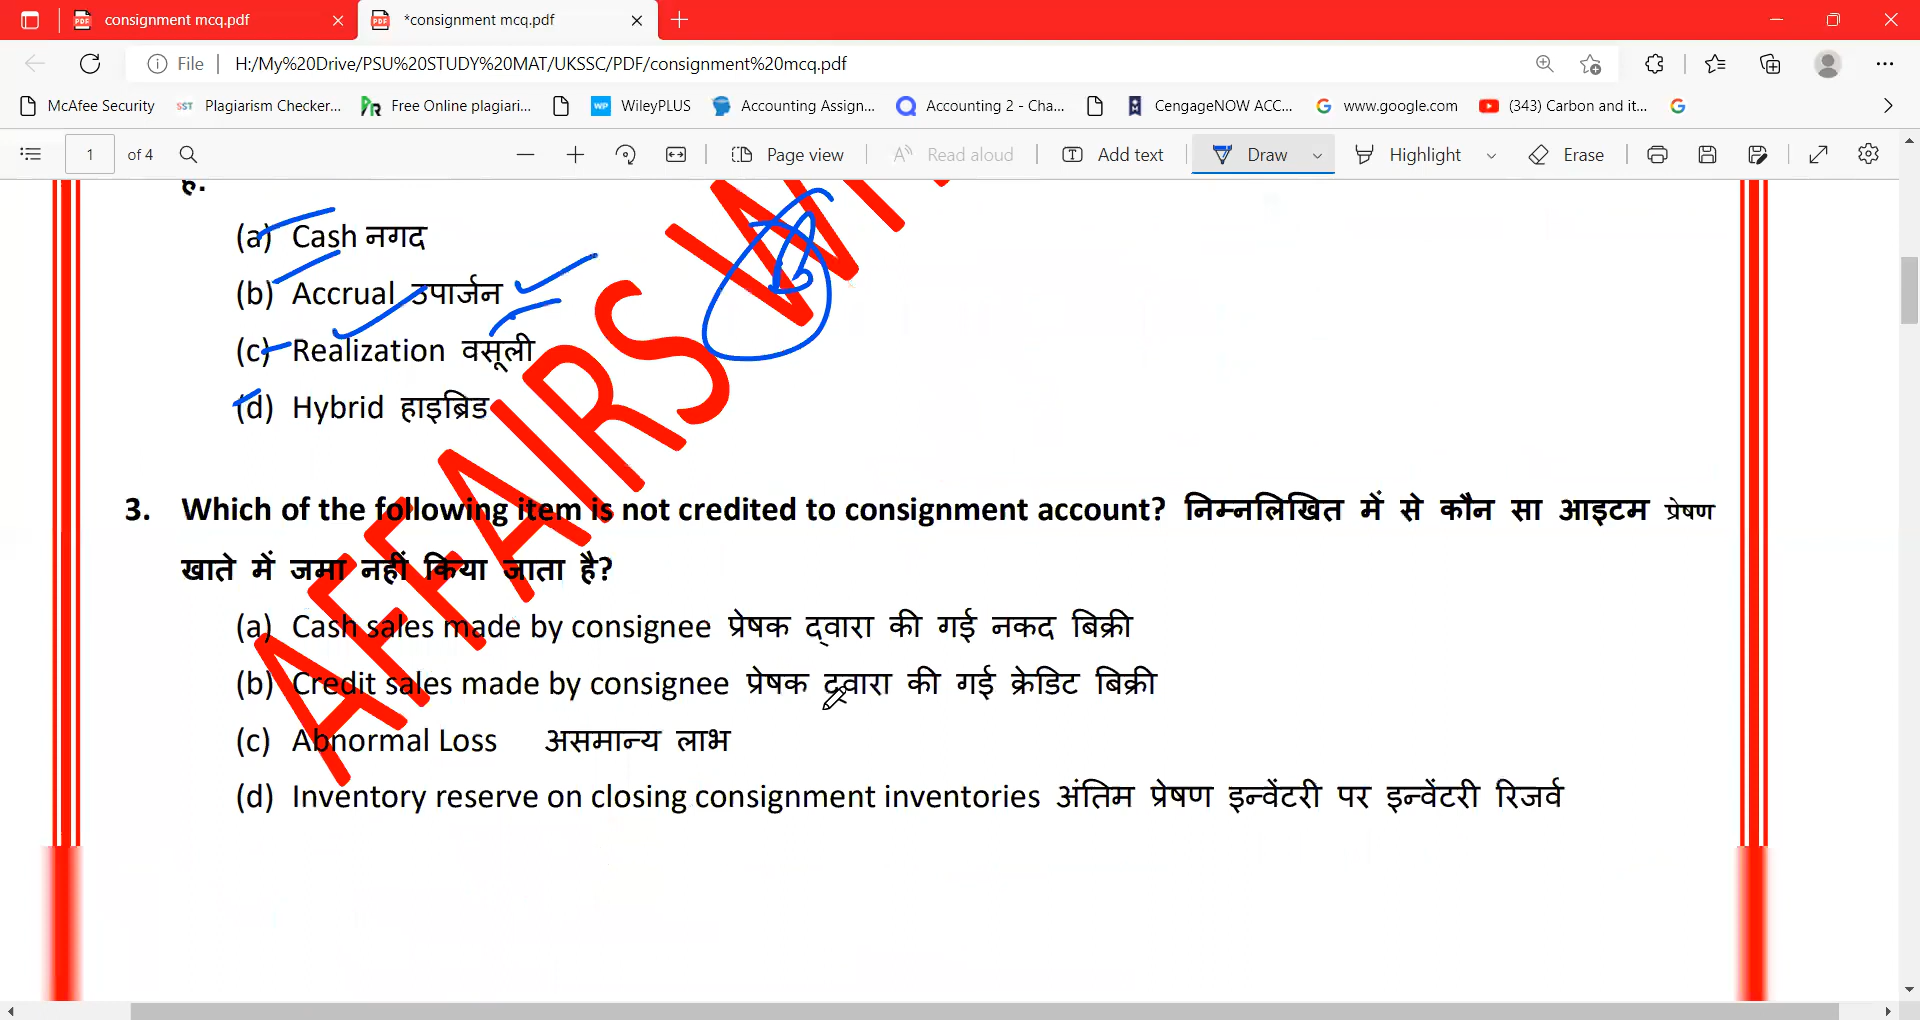 consignment mcq.pdf
*consignment mcq.pdf
File | H:/My%20Drive/PSU%20STUDY%20MAT/UKSSC/PDF/consignment%20mcq.pdf
McAfee Security SST Plagiarism Checker... Free Online plagiari... WP WileyPLUS Accounting Assign... Accounting 2 - Cha... CengageNOW ACC... www.google.com (343) Carbon and it...
1 of 4 Page view Read aloud Add text Draw Highlight Erase
है.
(a) Cash नगद
(b) Accrual उपार्जन
(c) Realization वसूली
(d) Hybrid हाइब्रिड
3. Which of the following item is not credited to consignment account? निम्नलिखित में से कौन सा आइटम प्रेषण
खाते में जमा नहीं किया जाता है?
(a) Cash sales made by consignee प्रेषक द्वारा की गई नकद बिक्री
(b) Credit sales made by consignee प्रेषक द्वारा की गई क्रेडिट बिक्री
(c) Abnormal Loss असमान्य लाभ
(d) Inventory reserve on closing consignment inventories अंतिम प्रेषण इन्वेंटरी पर इन्वेंटरी रिजर्व
AFFAIRS